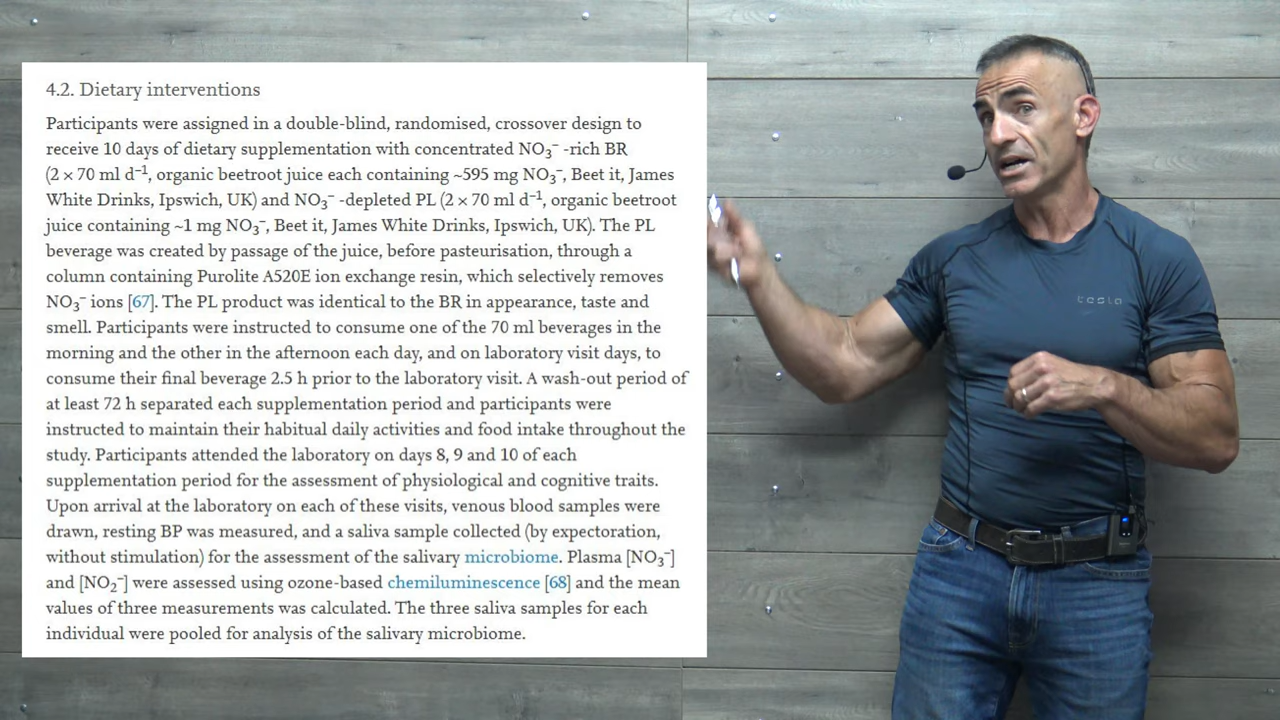 4.2. Dietary interventions
Participants were assigned in a double-blind, randomised, crossover design to
receive 10 days of dietary supplementation with concentrated NO₃⁻ -rich BR
(2 × 70 ml d⁻¹, organic beetroot juice each containing ~595 mg NO₃⁻, Beet it, James
White Drinks, Ipswich, UK) and NO₃⁻ -depleted PL (2 × 70 ml d⁻¹, organic beetroot
juice containing ~1 mg NO₃⁻, Beet it, James White Drinks, Ipswich, UK). The PL
beverage was created by passage of the juice, before pasteurisation, through a
column containing Purolite A520E ion exchange resin, which selectively removes
NO₃⁻ ions [67]. The PL product was identical to the BR in appearance, taste and
smell. Participants were instructed to consume one of the 70 ml beverages in the
morning and the other in the afternoon each day, and on laboratory visit days, to
consume their final beverage 2.5 h prior to the laboratory visit. A wash-out period of
at least 72 h separated each supplementation period and participants were
instructed to maintain their habitual daily activities and food intake throughout the
study. Participants attended the laboratory on days 8, 9 and 10 of each
supplementation period for the assessment of physiological and cognitive traits.
Upon arrival at the laboratory on each of these visits, venous blood samples were
drawn, resting BP was measured, and a saliva sample collected (by expectoration,
without stimulation) for the assessment of the salivary microbiome. Plasma [NO₃⁻]
and [NO₂⁻] were assessed using ozone-based chemiluminescence [68] and the mean
values of three measurements was calculated. The three saliva samples for each
individual were pooled for analysis of the salivary microbiome.
tesla